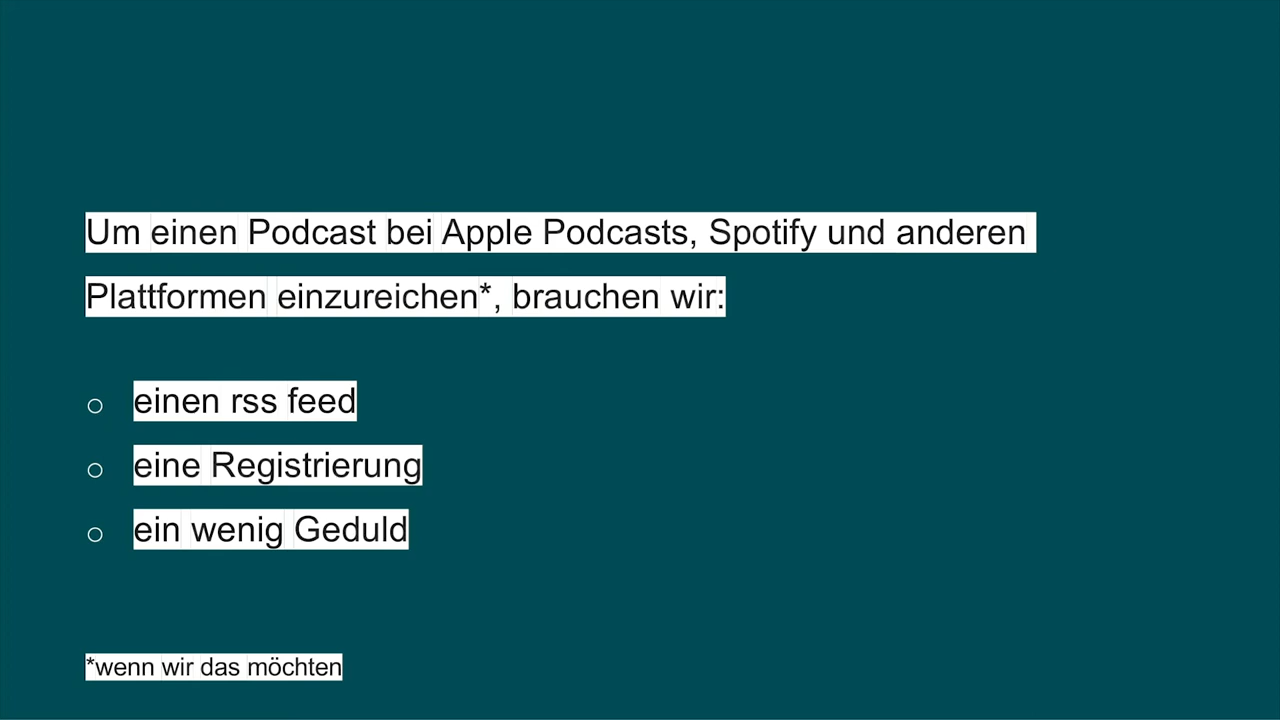 Um einen Podcast bei Apple Podcasts, Spotify und anderen
Plattformen einzureichen*, brauchen wir:
einen rss feed
eine Registrierung
ein wenig Geduld
*wenn wir das möchten